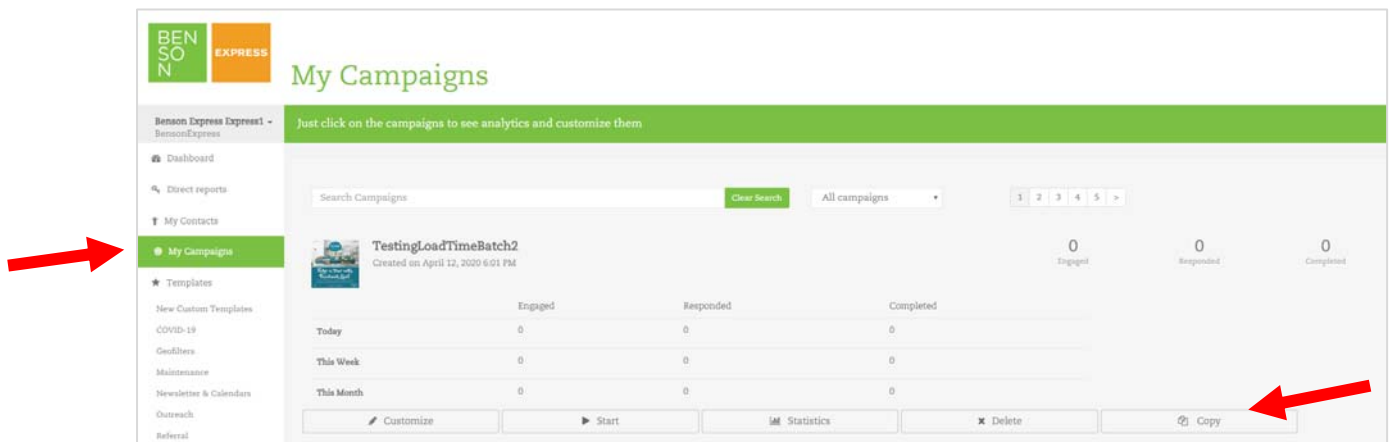 BEN
SO
N
EXPRESS
My Campaigns
Benson Express Express1
BensonExpress
Just click on the campaigns to see analytics and customize them
Dashboard
Direct reports
My Contacts
My Campaigns
Templates
New Custom Templates
COVID-19
Geofilters
Maintenance
Newsletter & Calendars
Outreach
Referral
Search Campaigns
Clear Search
All campaigns
1 2 3 4 5 >
TestingLoadTimeBatch2
Created on April 12, 2020 6:01 PM
0 0 0
Engaged Responded Completed
Engaged Responded Completed
Today 0 0 0
This Week 0 0 0
This Month 0 0 0
Customize Start Statistics Delete Copy